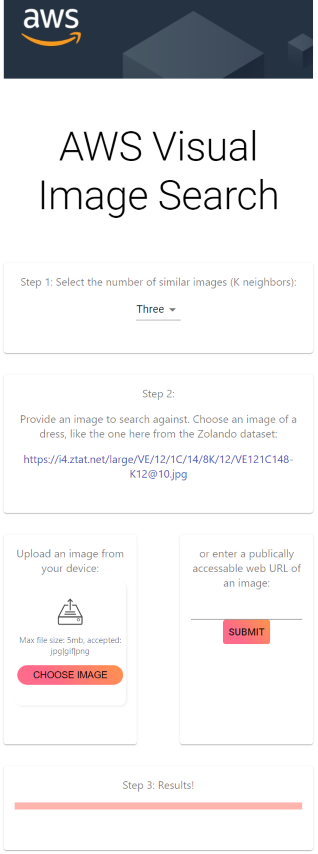 aws
AWS Visual
Image Search
Step 1: Select the number of similar images (K neighbors):
Three
Step 2:
Provide an image to search against. Choose an image of a
dress, like the one here from the Zolando dataset:
https://i4.ztat.net/large/VE/12/1C/14/8K/12/VE121C148-
K12@10.jpg
Upload an image from
your device:
Max file size: 5mb, accepted:
jpg|gif|png
CHOOSE IMAGE
or enter a publically
accessable web URL of
an image:
SUBMIT
Step 3: Results!